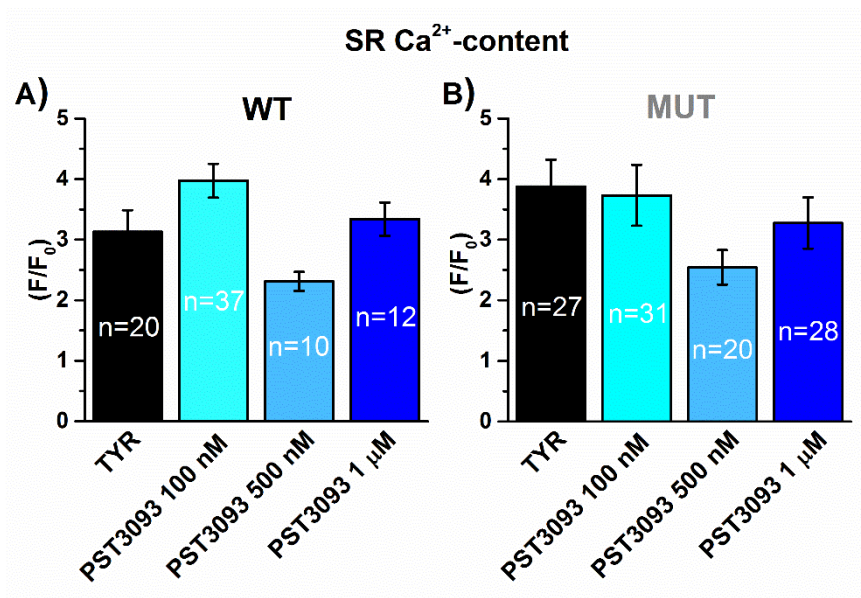 SR Ca²⁺-content
A)
WT
(F/F₀)
5
4
3
2
1
0
n=20
n=37
n=10
n=12
TYR
PST3093 100 nM
PST3093 500 nM
PST3093 1 μM
B)
MUT
(F/F₀)
5
4
3
2
1
0
n=27
n=31
n=20
n=28
TYR
PST3093 100 nM
PST3093 500 nM
PST3093 1 μM